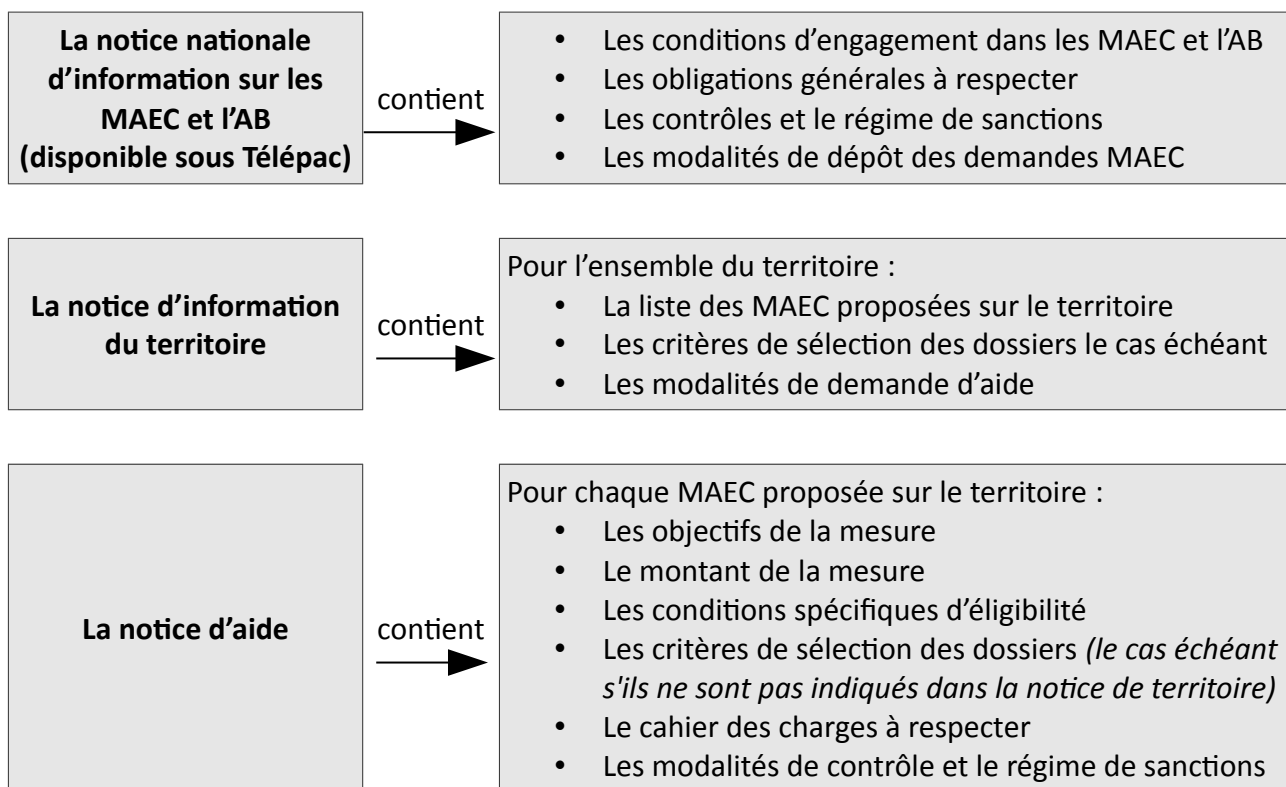 La notice nationale
d’information sur les
MAEC et l’AB
(disponible sous Télépac)
contient
• Les conditions d’engagement dans les MAEC et l’AB
• Les obligations générales à respecter
• Les contrôles et le régime de sanctions
• Les modalités de dépôt des demandes MAEC
La notice d’information
du territoire
contient
Pour l’ensemble du territoire :
• La liste des MAEC proposées sur le territoire
• Les critères de sélection des dossiers le cas échéant
• Les modalités de demande d’aide
La notice d’aide
contient
Pour chaque MAEC proposée sur le territoire :
• Les objectifs de la mesure
• Le montant de la mesure
• Les conditions spécifiques d’éligibilité
• Les critères de sélection des dossiers (le cas échéant
s'ils ne sont pas indiqués dans la notice de territoire)
• Le cahier des charges à respecter
• Les modalités de contrôle et le régime de sanctions